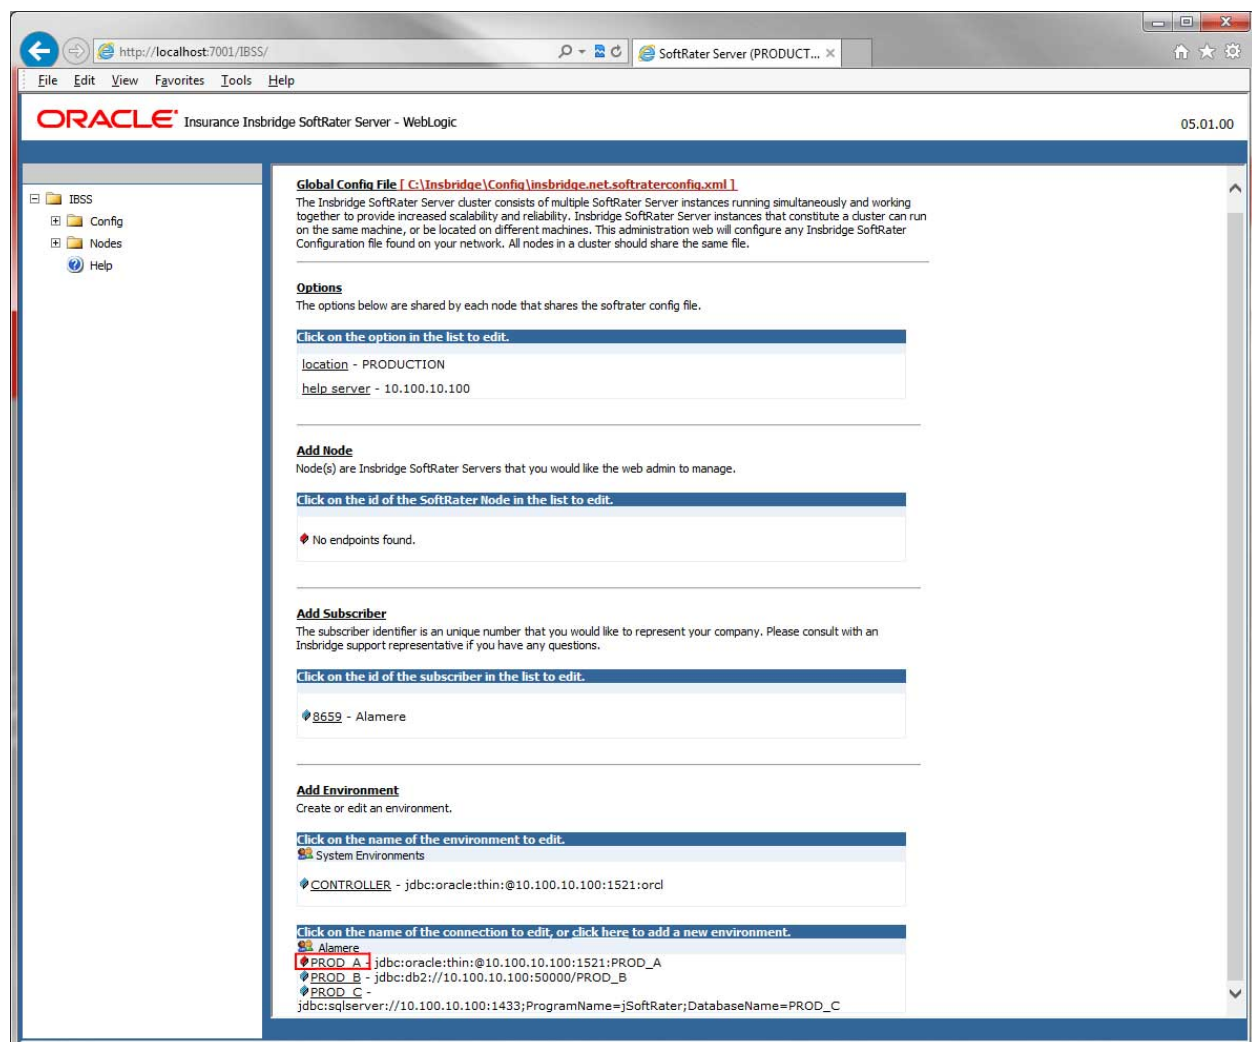 http://localhost:7001/IBSS/
SoftRater Server (PRODUCT...
File Edit View Favorites Tools Help
ORACLE Insurance Insbridge SoftRater Server - WebLogic
05.01.00
IBSS
Config
Nodes
Help
Global Config File [ C:\Insbridge\Config\insbridge.net.softraterconfig.xml ]
The Insbridge SoftRater Server cluster consists of multiple SoftRater Server instances running simultaneously and working
together to provide increased scalability and reliability. Insbridge SoftRater Server instances that constitute a cluster can run
on the same machine, or be located on different machines. This administration web will configure any Insbridge SoftRater
Configuration file found on your network. All nodes in a cluster should share the same file.
Options
The options below are shared by each node that shares the softrater config file.
Click on the option in the list to edit.
location - PRODUCTION
help server - 10.100.10.100
Add Node
Node(s) are Insbridge SoftRater Servers that you would like the web admin to manage.
Click on the id of the SoftRater Node in the list to edit.
No endpoints found.
Add Subscriber
The subscriber identifier is an unique number that you would like to represent your company. Please consult with an
Insbridge support representative if you have any questions.
Click on the id of the subscriber in the list to edit.
8659 - Alamere
Add Environment
Create or edit an environment.
Click on the name of the environment to edit.
System Environments
CONTROLLER - jdbc:oracle:thin:@10.100.10.100:1521:orcl
Click on the name of the connection to edit, or click here to add a new environment.
Alamere
PROD_A - jdbc:oracle:thin:@10.100.10.100:1521:PROD_A
PROD_B - jdbc:db2://10.100.10.100:50000/PROD_B
PROD_C -
jdbc:sqlserver://10.100.10.100:1433;ProgramName=jSoftRater;DatabaseName=PROD_C